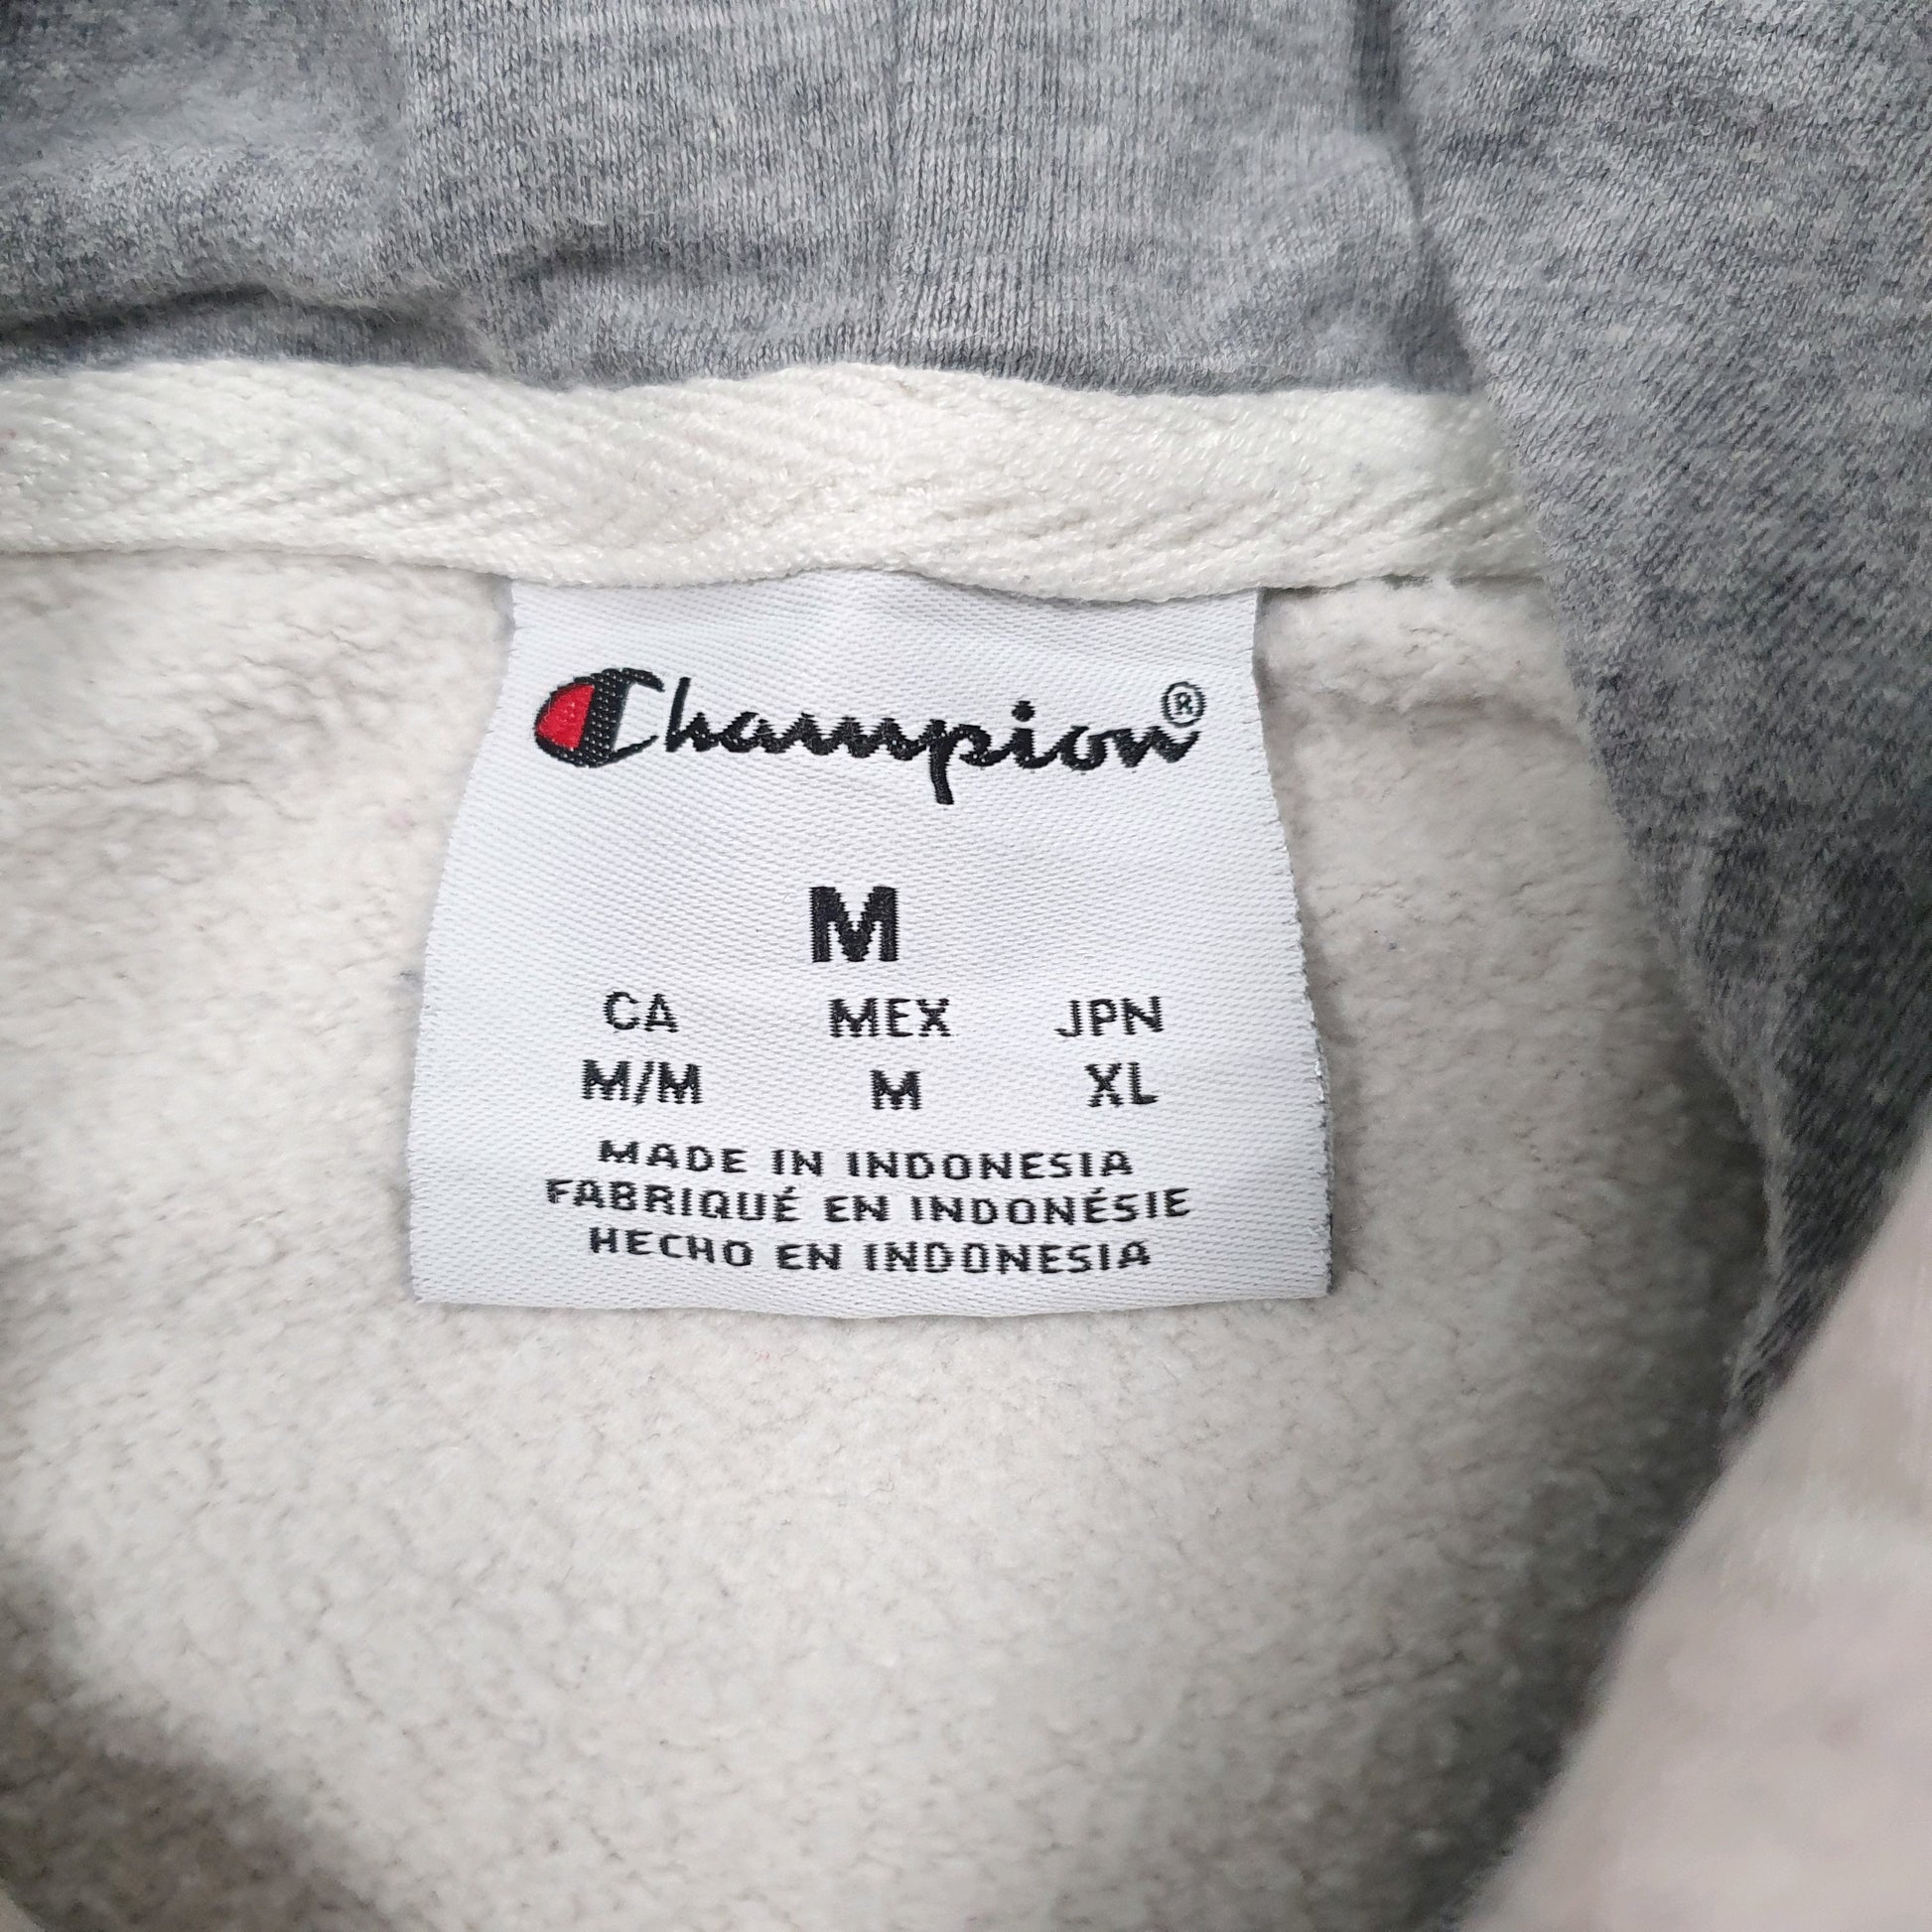 Champion®
M
CA MEX JPN
M/M M XL
MADE IN INDONESIA
FABRIQUÉ EN INDONÉSIE
HECHO EN INDONESIA